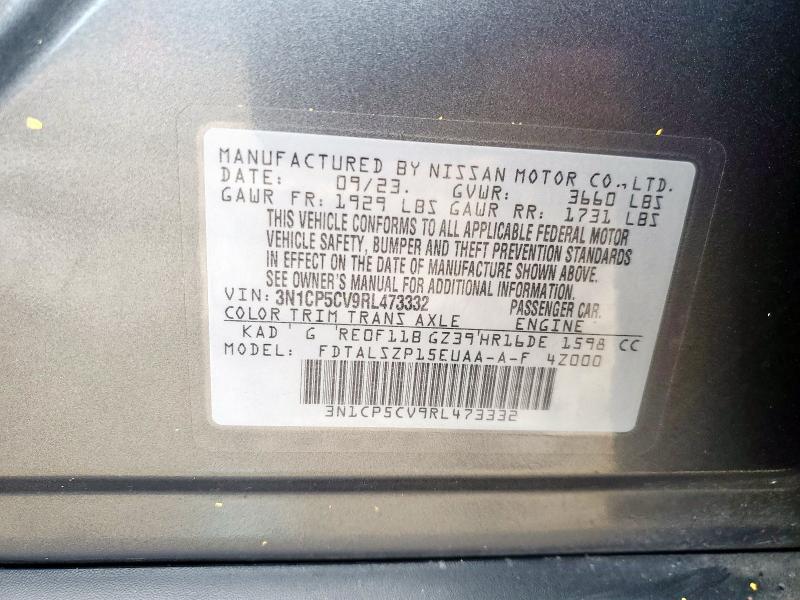 MANUFACTURED BY NISSAN MOTOR CO.,LTD.
DATE: 09/23. GVWR: 3660 LBS
GAWR FR: 1929 LBS GAWR RR: 1731 LBS
THIS VEHICLE CONFORMS TO ALL APPLICABLE FEDERAL MOTOR
VEHICLE SAFETY, BUMPER AND THEFT PREVENTION STANDARDS
IN EFFECT ON THE DATE OF MANUFACTURE SHOWN ABOVE.
SEE OWNER'S MANUAL FOR ADDITIONAL INFORMATION
VIN: 3N1CP5CV9RL473332 PASSENGER CAR.
COLOR TRIM TRANS AXLE ENGINE
KAD ' G 'RE0F11B GZ39'HR16DE 1598 CC
MODEL: FDTALSZP15EUAA-A-F 4Z000
3N1CP5CV9RL473332